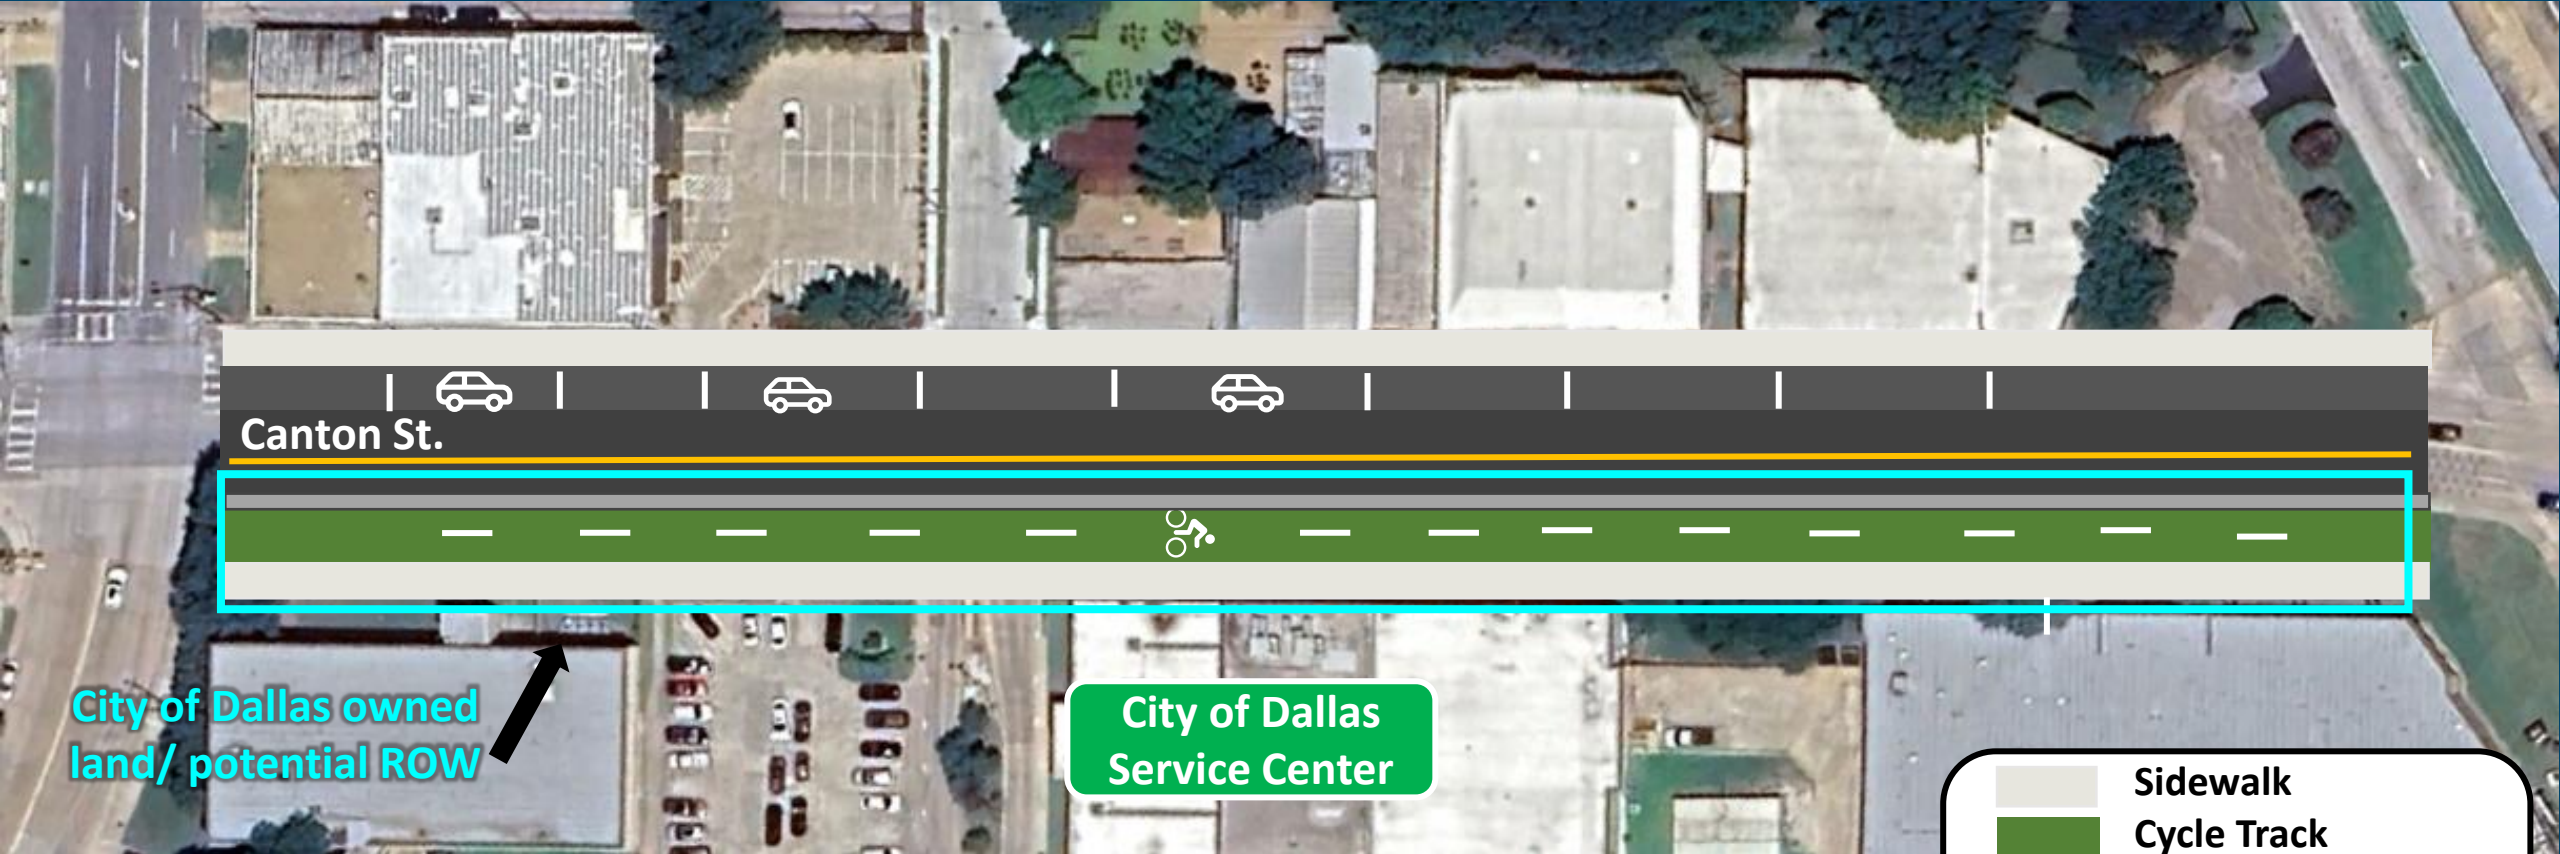 Canton St.
City of Dallas owned
land/ potential ROW
City of Dallas
Service Center
Sidewalk
Cycle Track